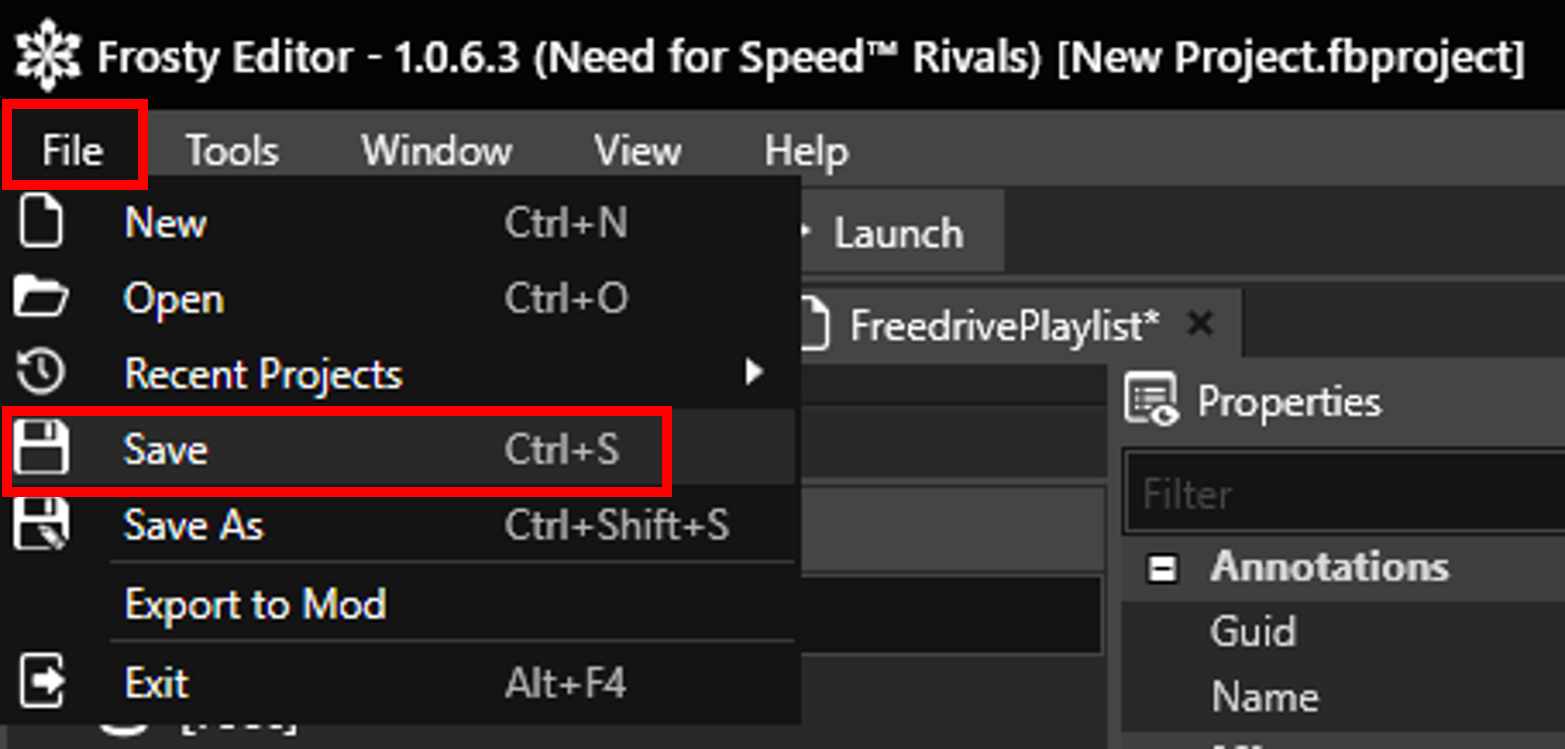 Frosty Editor - 1.0.6.3 (Need for Speed™ Rivals) [New Project.fbproject]
File Tools Window View Help
New Ctrl+N
Launch
Open Ctrl+O
FreedrivePlaylist*
Recent Projects
Properties
Save Ctrl+S
Filter
Save As Ctrl+Shift+S
Annotations
Export to Mod
Guid
Exit Alt+F4
Name